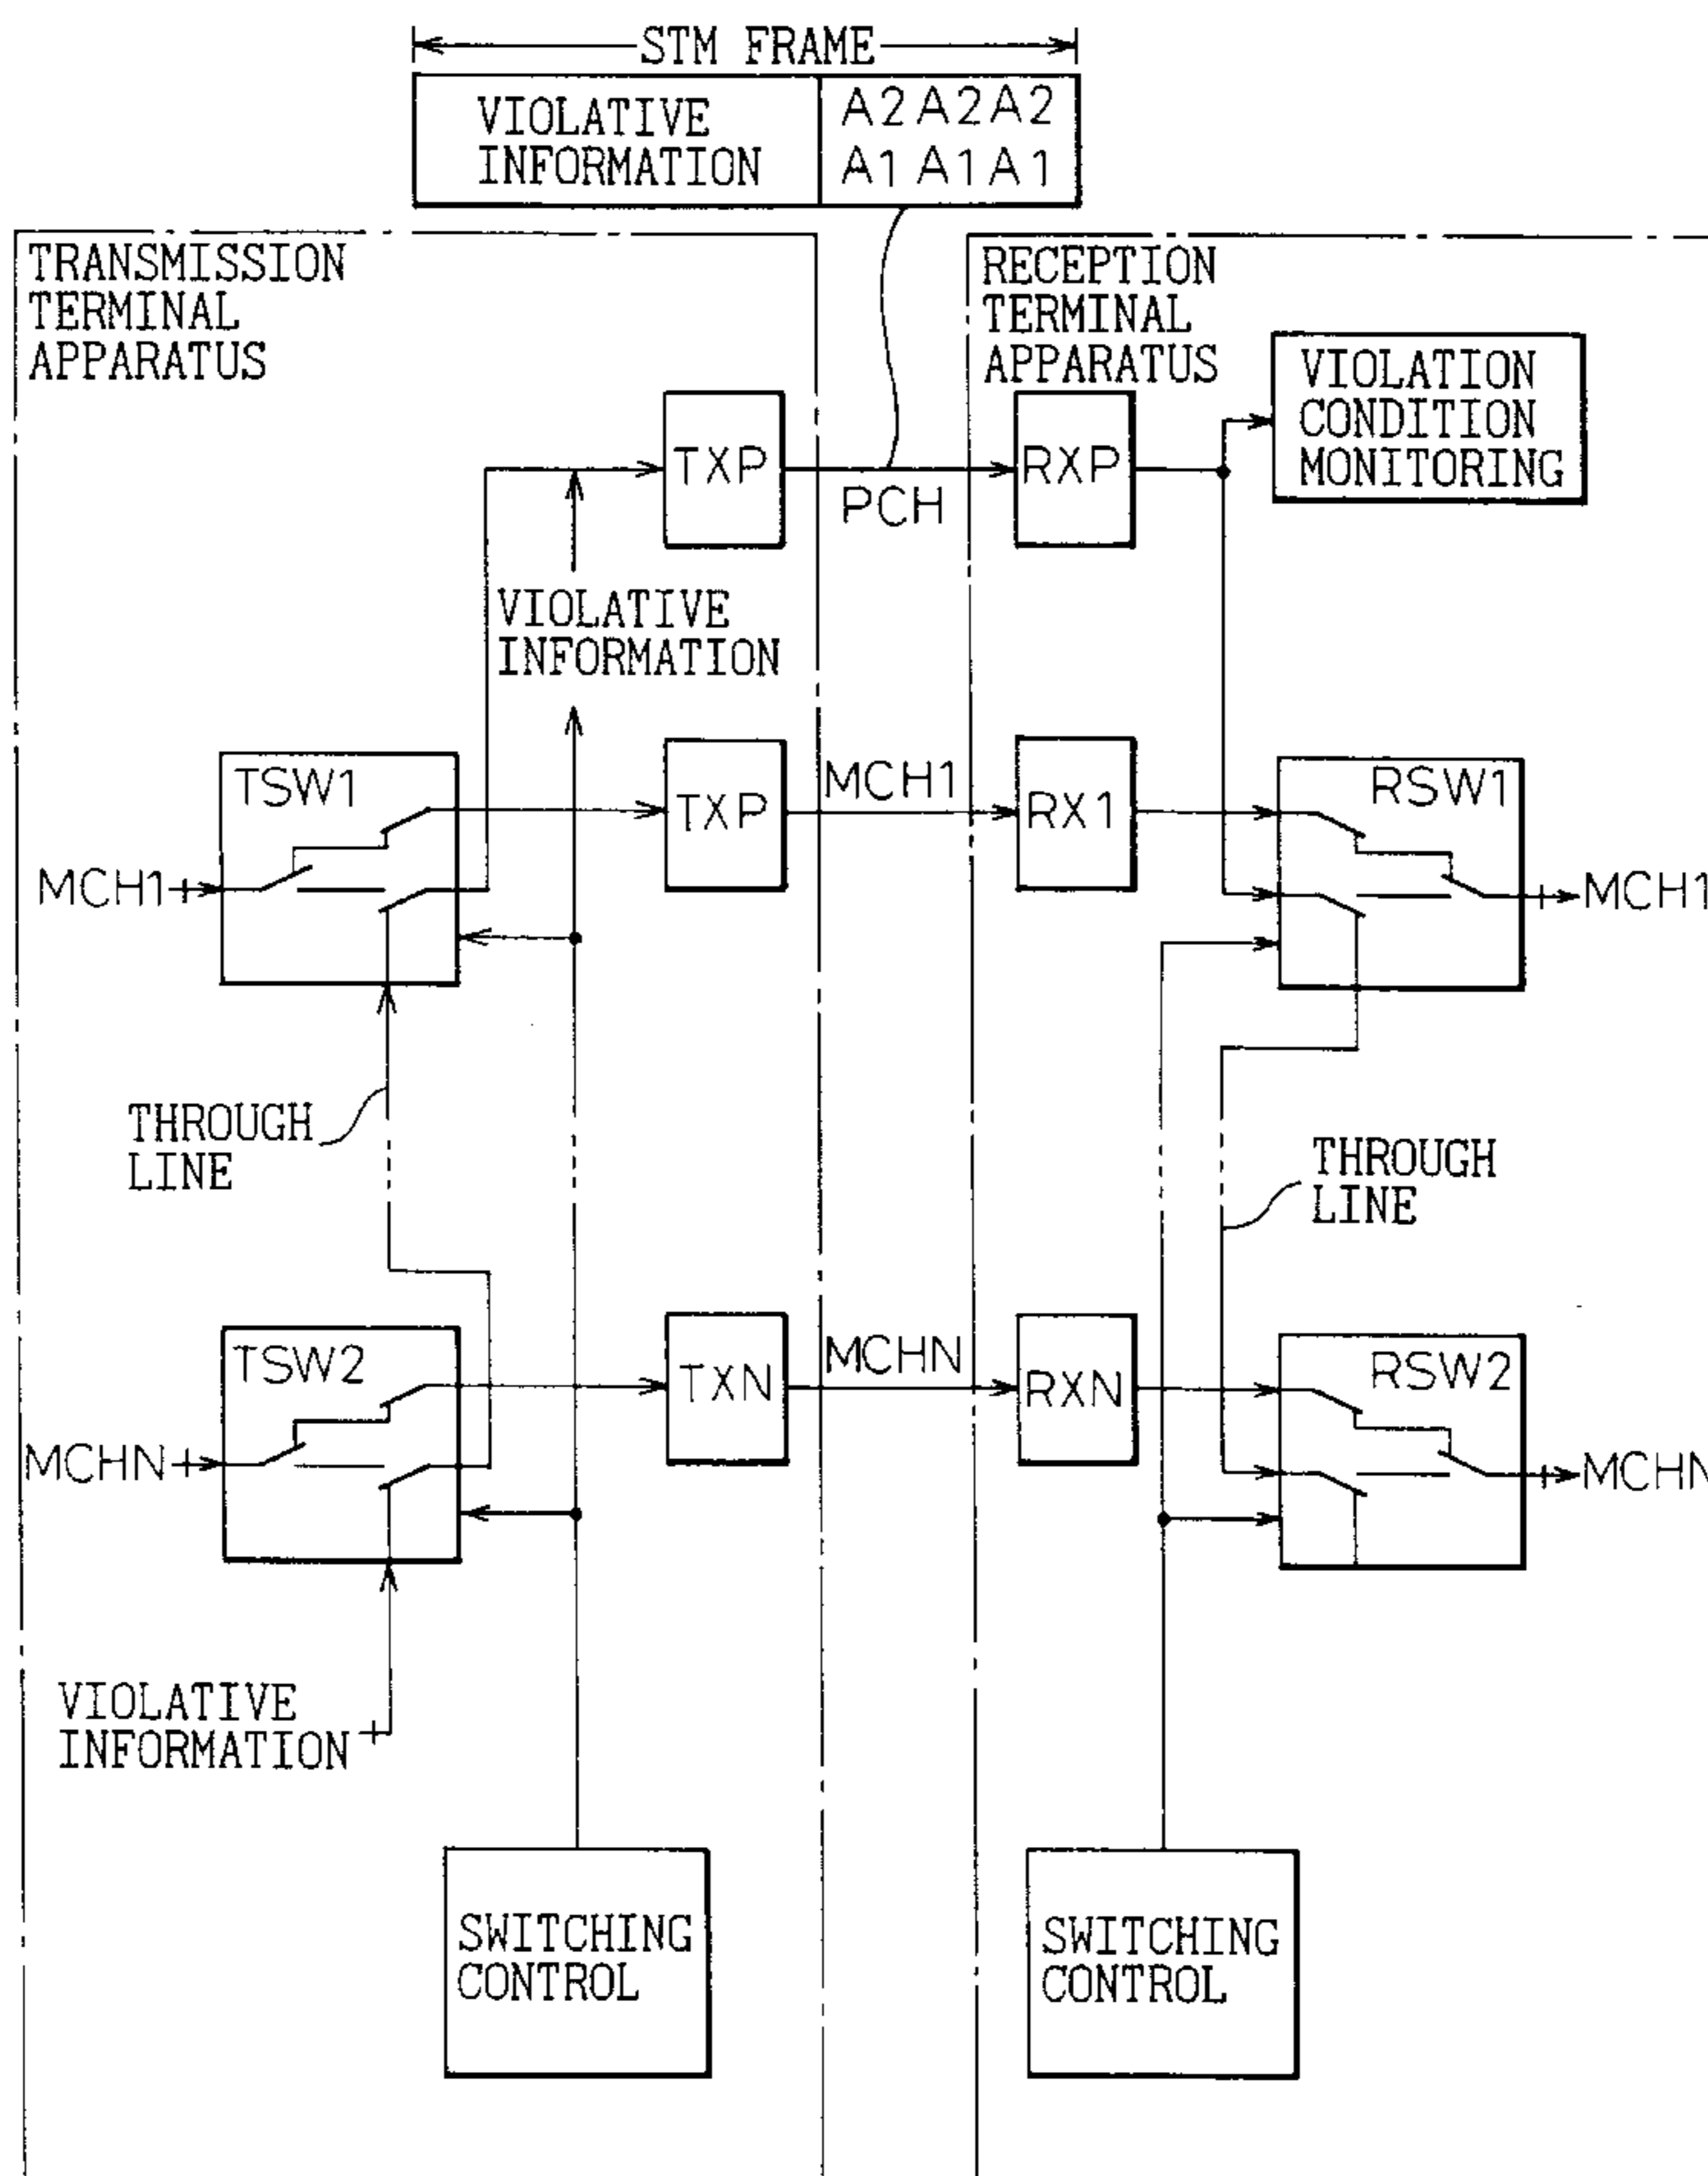 STM FRAME
VIOLATIVE
INFORMATION
A2 A2 A2
A1 A1 A1
TRANSMISSION
TERMINAL
APPARATUS
RECEPTION
TERMINAL
APPARATUS
VIOLATION
CONDITION
MONITORING
TXP
PCH
RXP
VIOLATIVE
INFORMATION
TSW1
MCH1
TXP
MCH1
RX1
RSW1
MCH1
THROUGH
LINE
THROUGH
LINE
TSW2
MCHN
TXN
MCHN
RXN
RSW2
MCHN
VIOLATIVE
INFORMATION
SWITCHING
CONTROL
SWITCHING
CONTROL